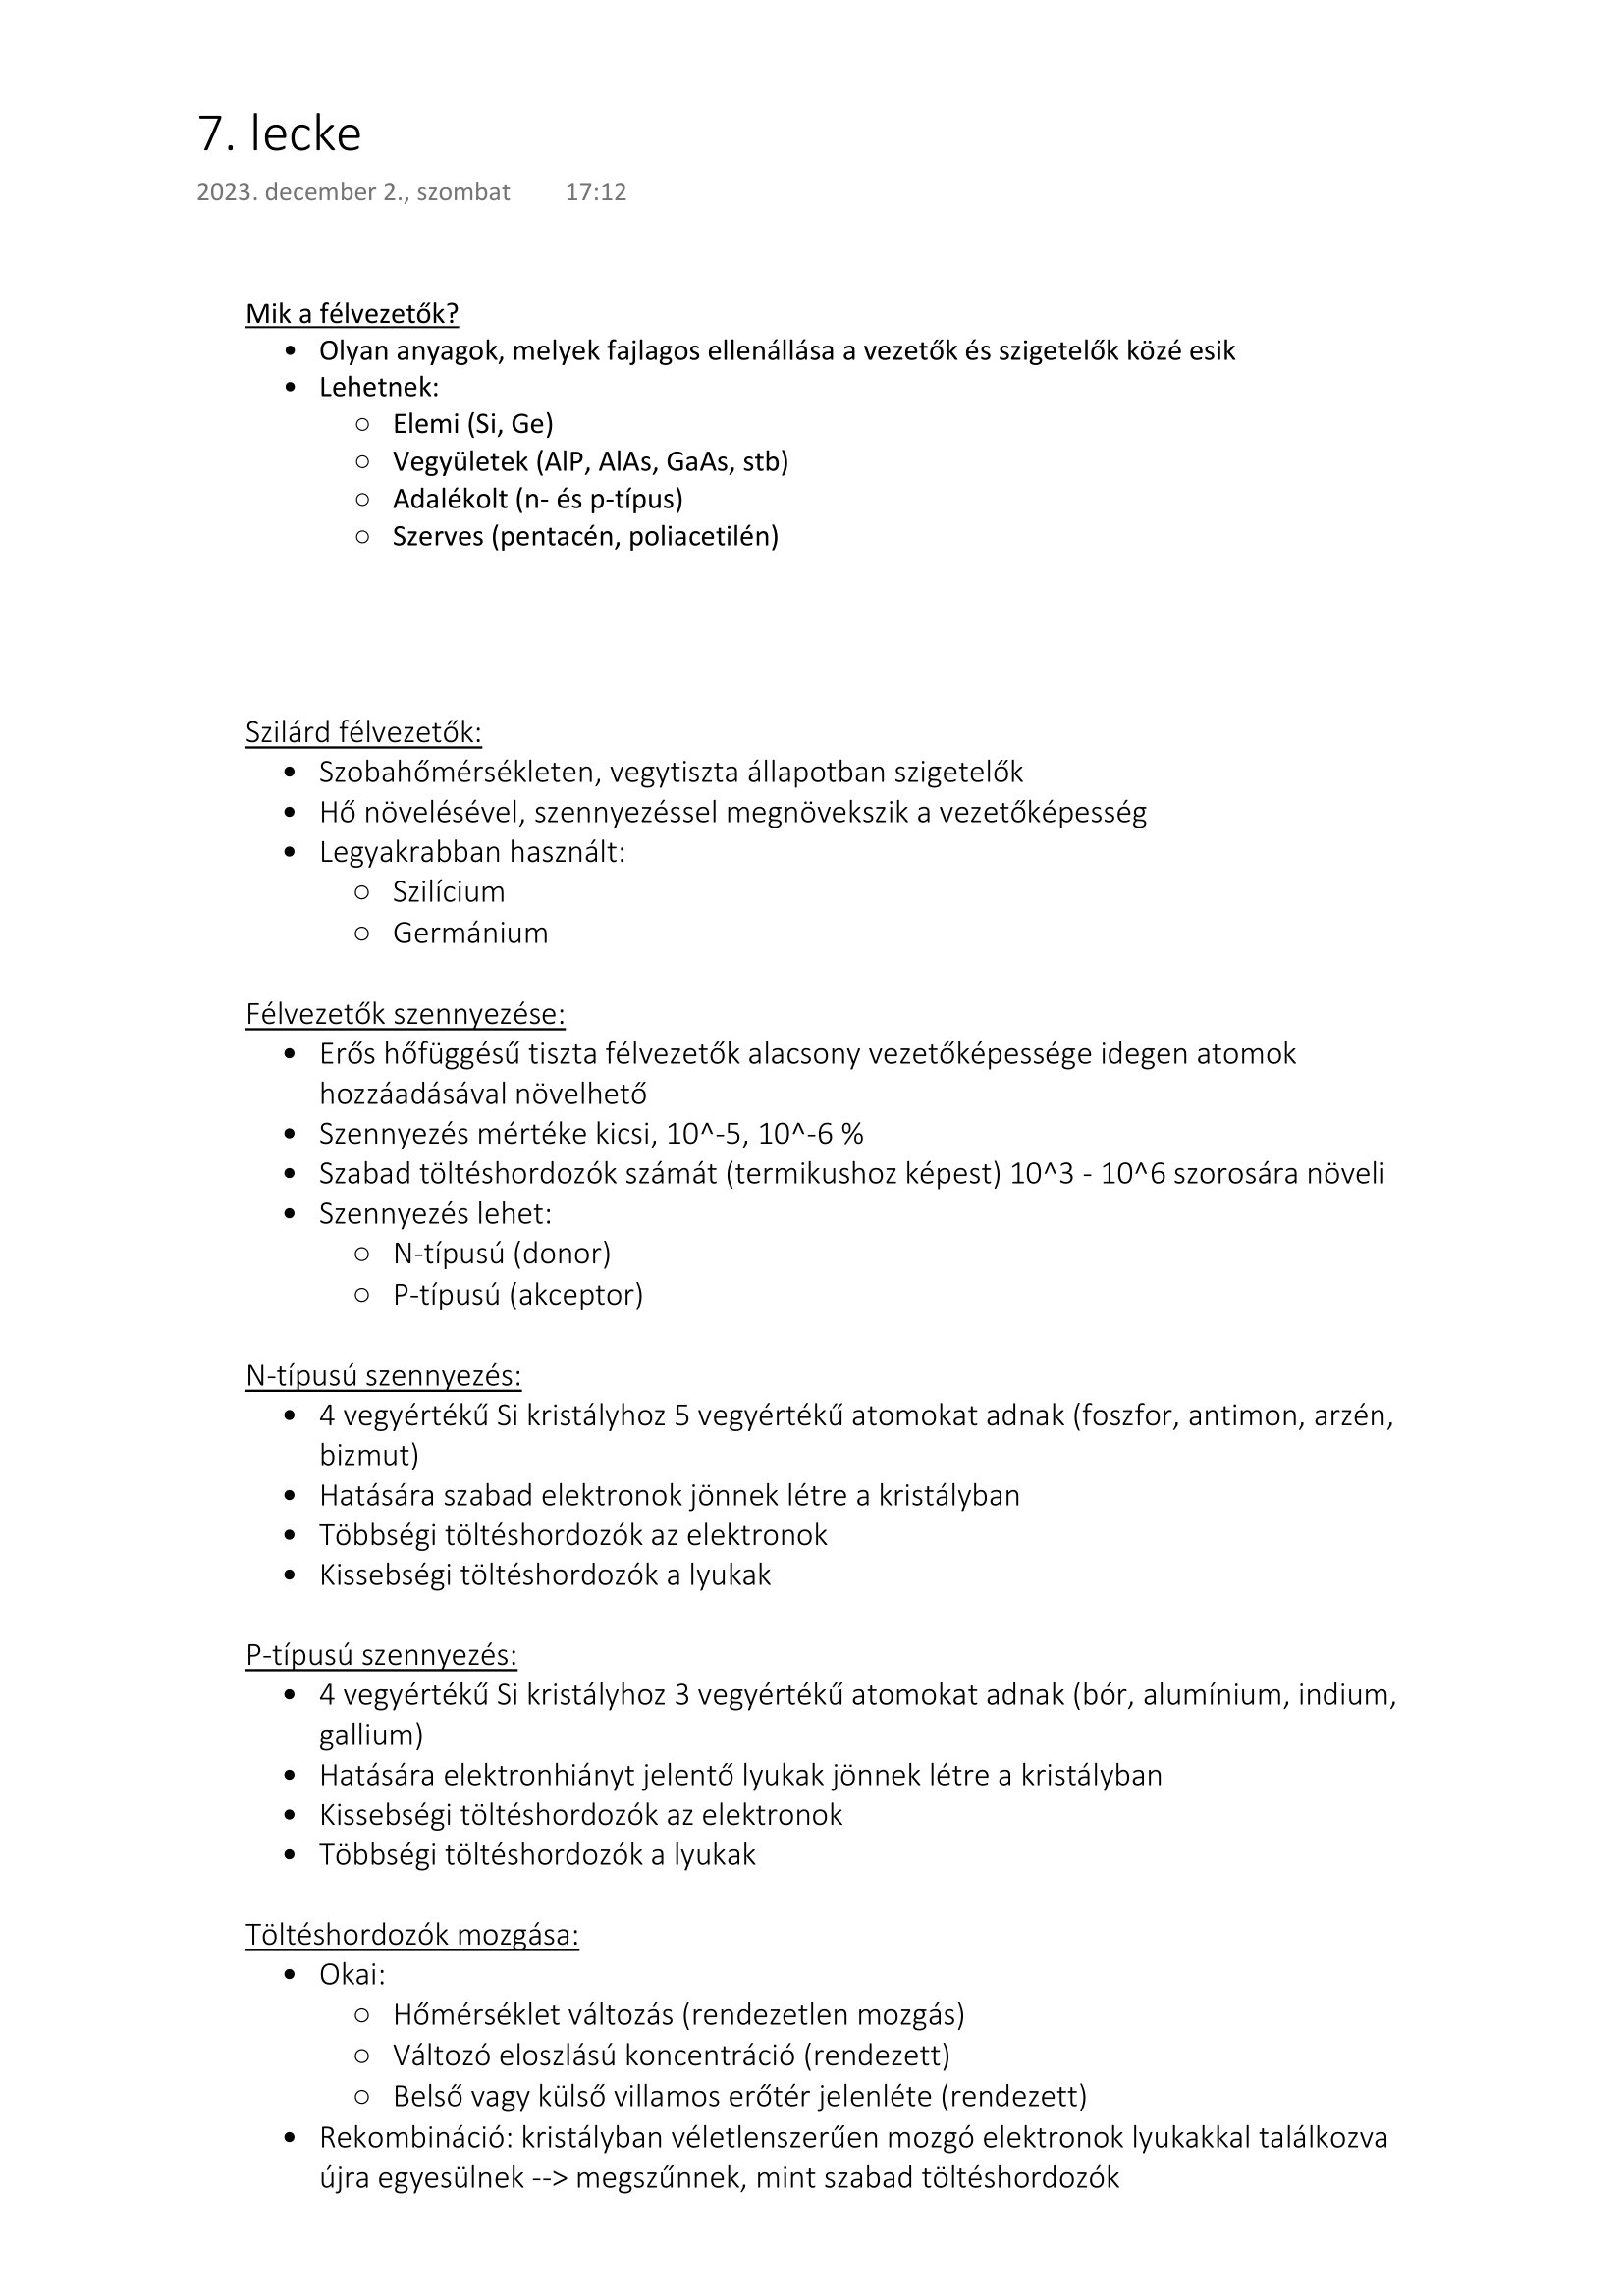 7. lecke
2023. december 2., szombat 17:12
Mik a félvezetők?
• Olyan anyagok, melyek fajlagos ellenállása a vezetők és szigetelők közé esik
• Lehetnek:
○ Elemi (Si, Ge)
○ Vegyületek (AlP, AlAs, GaAs, stb)
○ Adalékolt (n- és p-típus)
○ Szerves (pentacén, poliacetilén)
Szilárd félvezetők:
• Szobahőmérsékleten, vegytiszta állapotban szigetelők
• Hő növelésével, szennyezéssel megnövekszik a vezetőképesség
• Legyakrabban használt:
○ Szilícium
○ Germánium
Félvezetők szennyezése:
• Erős hőfüggésű tiszta félvezetők alacsony vezetőképessége idegen atomok
hozzáadásával növelhető
• Szennyezés mértéke kicsi, 10^-5, 10^-6 %
• Szabad töltéshordozók számát (termikushoz képest) 10^3 - 10^6 szorosára növeli
• Szennyezés lehet:
○ N-típusú (donor)
○ P-típusú (akceptor)
N-típusú szennyezés:
• 4 vegyértékű Si kristályhoz 5 vegyértékű atomokat adnak (foszfor, antimon, arzén,
bizmut)
• Hatására szabad elektronok jönnek létre a kristályban
• Többségi töltéshordozók az elektronok
• Kissebségi töltéshordozók a lyukak
P-típusú szennyezés:
• 4 vegyértékű Si kristályhoz 3 vegyértékű atomokat adnak (bór, alumínium, indium,
gallium)
• Hatására elektronhiányt jelentő lyukak jönnek létre a kristályban
• Kissebségi töltéshordozók az elektronok
• Többségi töltéshordozók a lyukak
Töltéshordozók mozgása:
• Okai:
○ Hőmérséklet változás (rendezetlen mozgás)
○ Változó eloszlású koncentráció (rendezett)
○ Belső vagy külső villamos erőtér jelenléte (rendezett)
• Rekombináció: kristályban véletlenszerűen mozgó elektronok lyukakkal találkozva
újra egyesülnek --> megszűnnek, mint szabad töltéshordozók